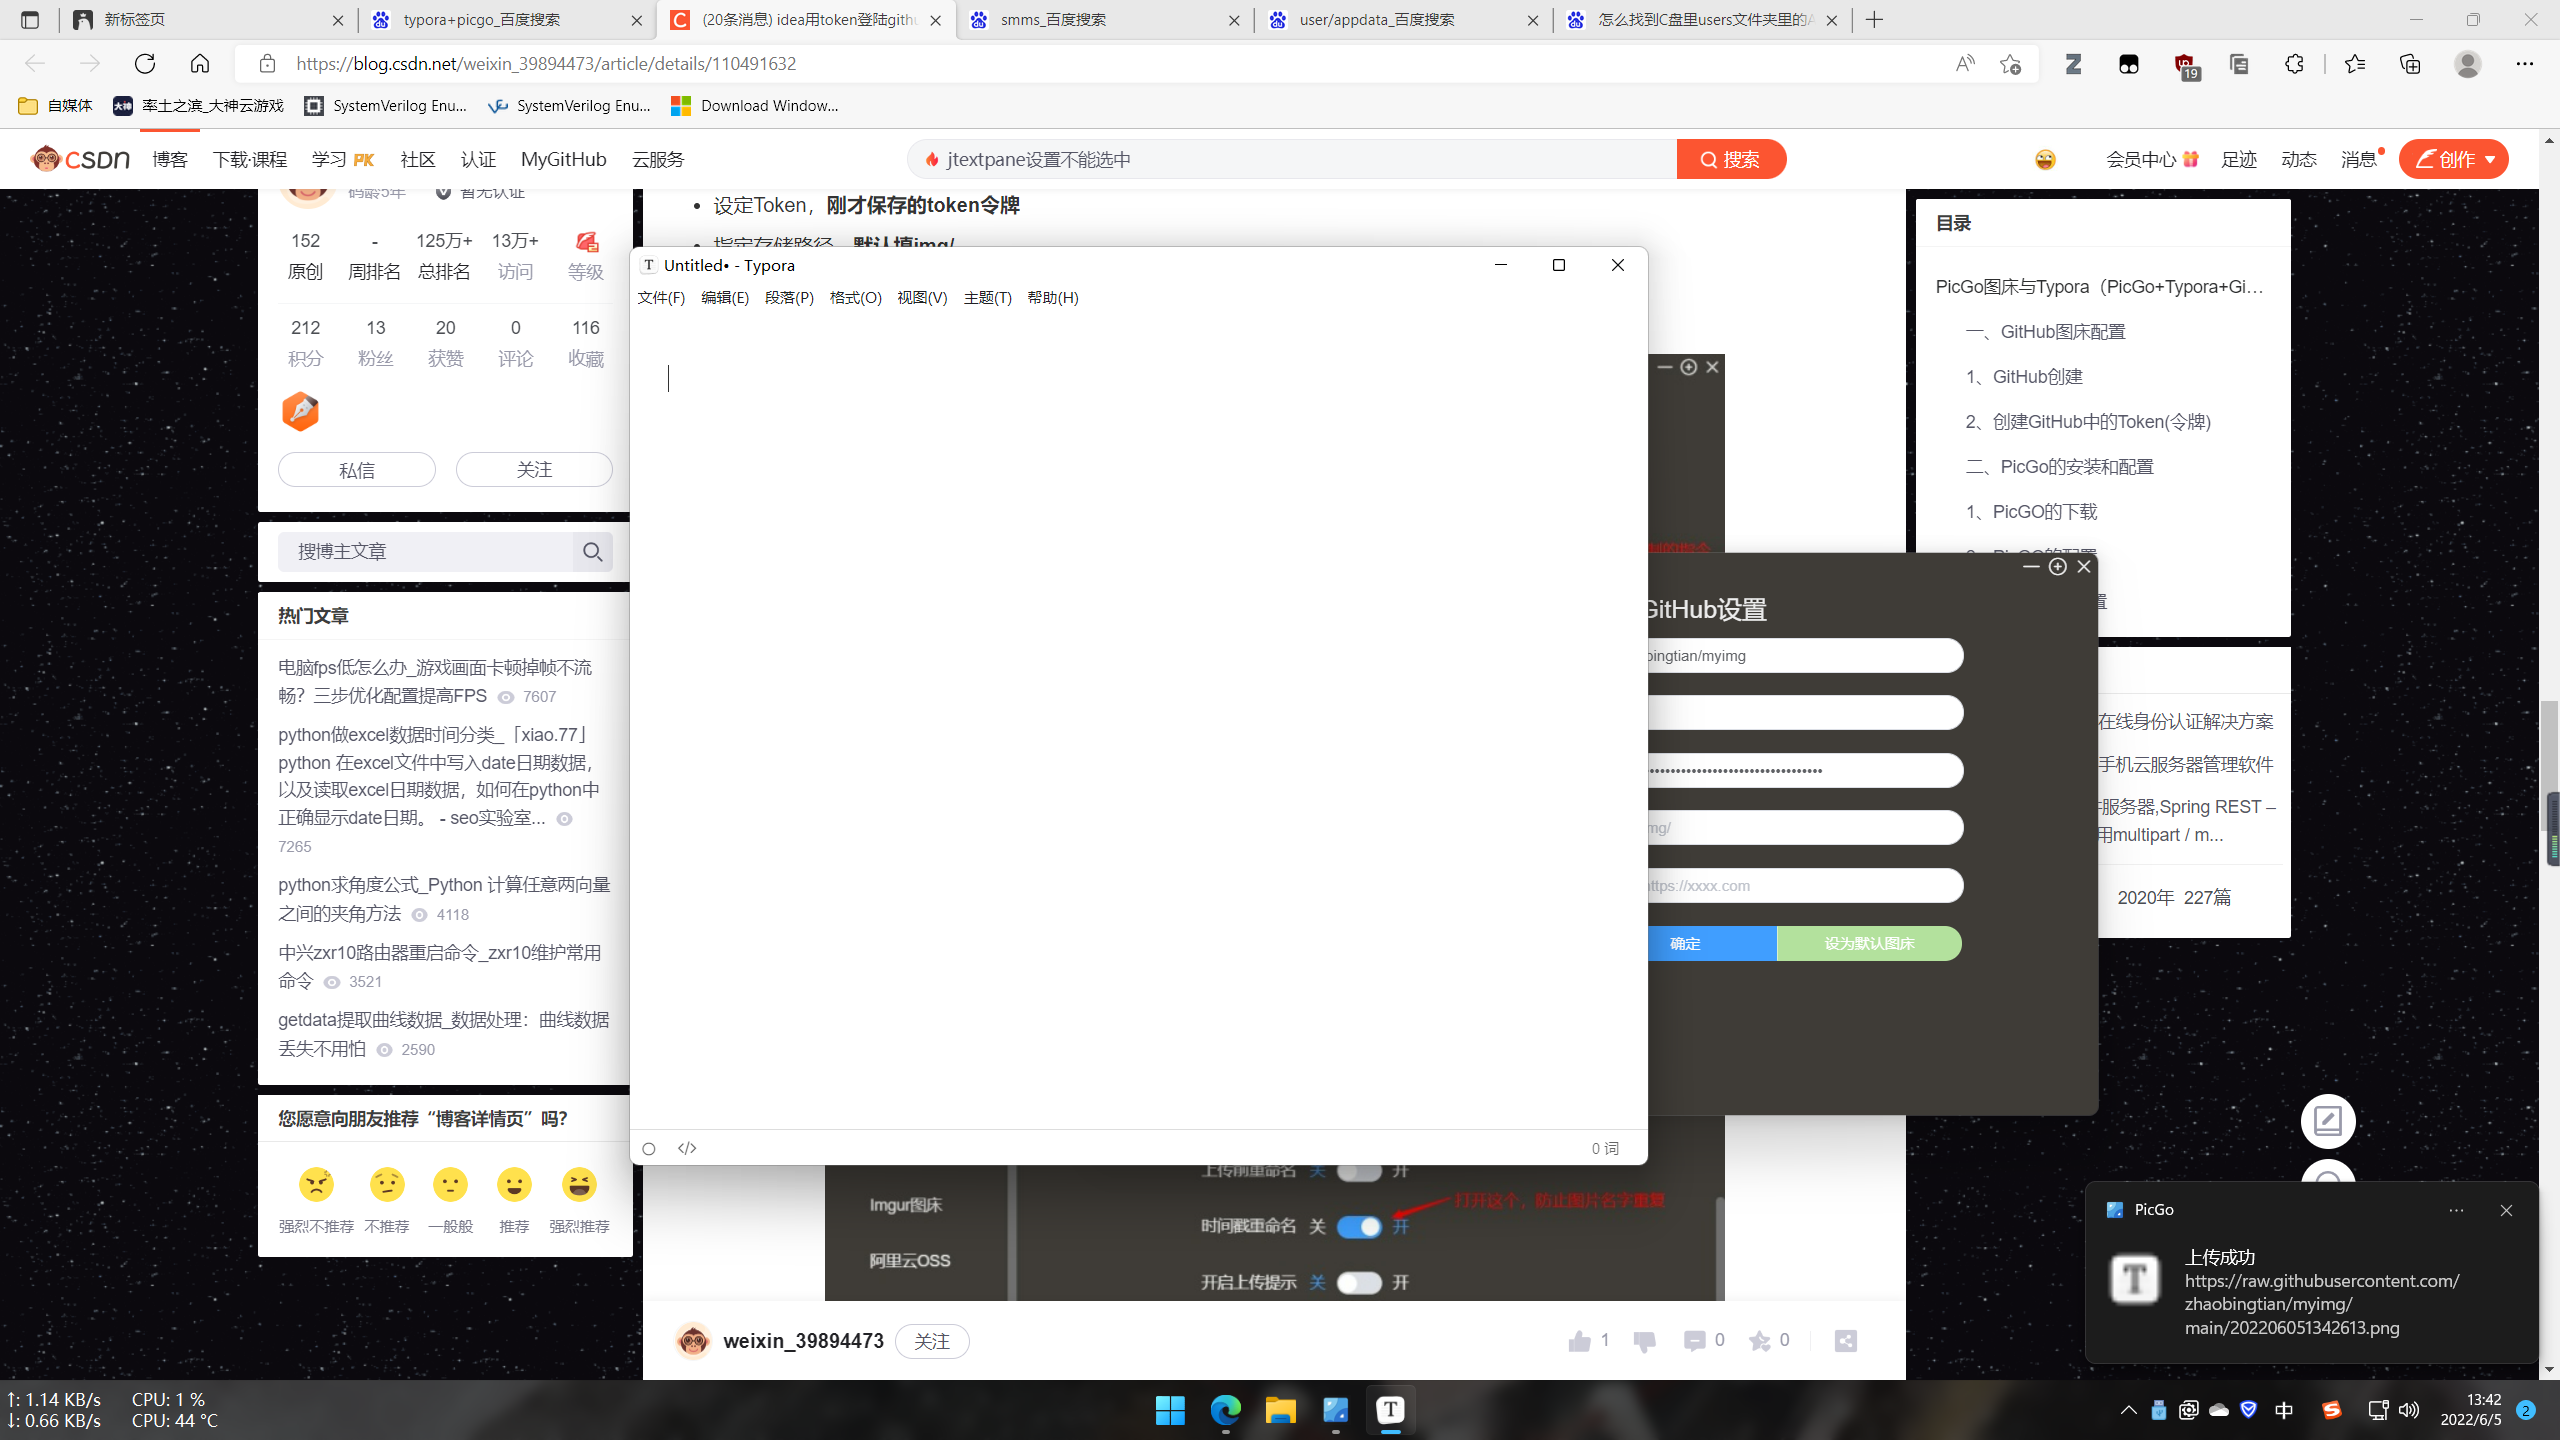 新标签页
typora+picgo_百度搜索
(20条消息) idea用token登陆githu
smms_百度搜索
user/appdata_百度搜索
怎么找到C盘里users文件夹里的A
https://blog.csdn.net/weixin_39894473/article/details/110491632
19
自媒体
率土之滨_大神云游戏
SystemVerilog Enu...
SystemVerilog Enu...
Download Window...
CSDN
博客
下载·课程
学习 PK
社区
认证
MyGitHub
云服务
jtextpane设置不能选中
搜索
会员中心
足迹
动态
消息
创作
码龄5年
暂无认证
152
-
125万+
13万+
原创
周排名
总排名
访问
等级
212
13
20
0
116
积分
粉丝
获赞
评论
收藏
私信
关注
搜博主文章
热门文章
电脑fps低怎么办_游戏画面卡顿掉帧不流
畅？三步优化配置提高FPS 7607
python做excel数据时间分类_「xiao.77」
python 在excel文件中写入date日期数据，
以及读取excel日期数据，如何在python中
正确显示date日期。 - seo实验室...
7265
python求角度公式_Python 计算任意两向量
之间的夹角方法 4118
中兴zxr10路由器重启命令_zxr10维护常用
命令 3521
getdata提取曲线数据_数据处理：曲线数据
丢失不用怕 2590
您愿意向朋友推荐“博客详情页”吗？
强烈不推荐
不推荐
一般般
推荐
强烈推荐
设定Token，刚才保存的token令牌
指定存储路径，默认填img/
Untitled• - Typora
文件(F)
编辑(E)
段落(P)
格式(O)
视图(V)
主题(T)
帮助(H)
0 词
GitHub设置
bingtian/myimg
mg/
https://xxxx.com
确定
设为默认图床
上传前重命名 关 开
Imgur图床
打开这个，防止图片名字重复
时间戳重命名 关 开
阿里云OSS
开启上传提示 关 开
weixin_39894473
关注
1
0
0
目录
PicGo图床与Typora（PicGo+Typora+Gi...
一、GitHub图床配置
1、GitHub创建
2、创建GitHub中的Token(令牌)
二、PicGo的安装和配置
1、PicGO的下载
2、PicGO的配置
置
在线身份认证解决方案
手机云服务器管理软件
服务器,Spring REST –
用multipart / m...
2020年 227篇
PicGo
上传成功
https://raw.githubusercontent.com/
zhaobingtian/myimg/
main/202206051342613.png
↑: 1.14 KB/s
CPU: 1 %
↓: 0.66 KB/s
CPU: 44 °C
中
13:42
2022/6/5
2